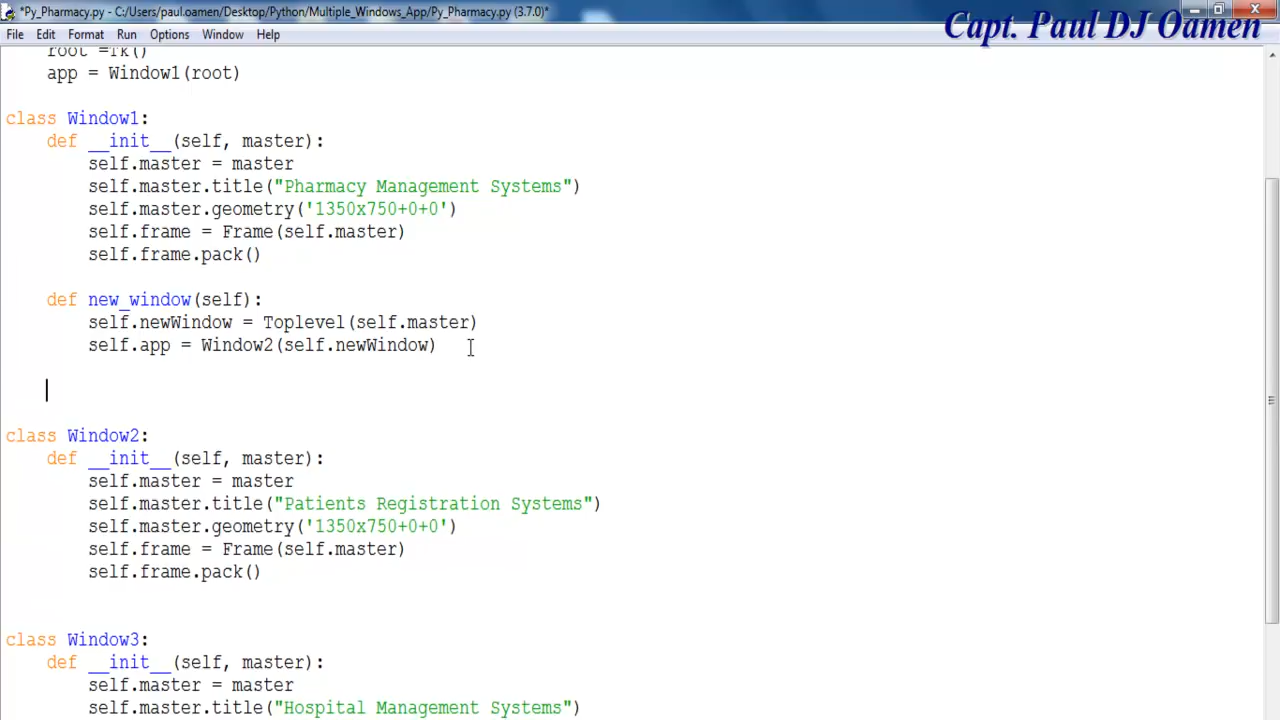 *Py_Pharmacy.py - C:/Users/paul.oamen/Desktop/Python/Multiple_Windows_App/Py_Pharmacy.py (3.7.0)*
Capt. Paul DJ Oamen
File Edit Format Run Options Window Help
root =Tk()
app = Window1(root)
class Window1:
def __init__(self, master):
self.master = master
self.master.title("Pharmacy Management Systems")
self.master.geometry('1350x750+0+0')
self.frame = Frame(self.master)
self.frame.pack()
def new_window(self):
self.newWindow = Toplevel(self.master)
self.app = Window2(self.newWindow)
class Window2:
def __init__(self, master):
self.master = master
self.master.title("Patients Registration Systems")
self.master.geometry('1350x750+0+0')
self.frame = Frame(self.master)
self.frame.pack()
class Window3:
def __init__(self, master):
self.master = master
self.master.title("Hospital Management Systems")